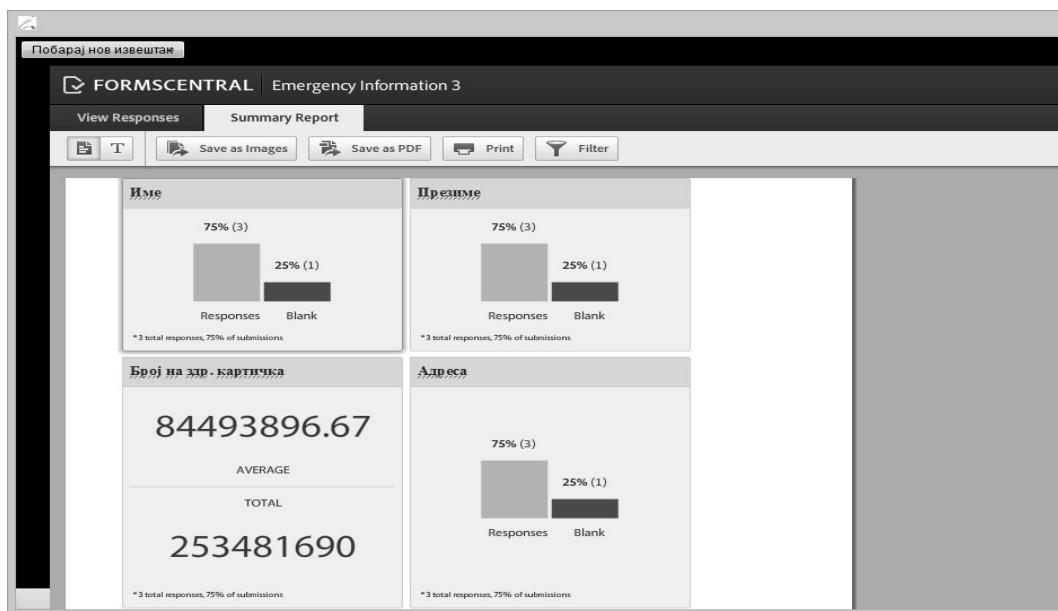 Побарај нов извештак
FORMSCENTRAL Emergency Information 3
View Responses Summary Report
T Save as Images Save as PDF Print Filter
Име
75% (3)
25% (1)
Responses Blank
*3 total responses, 75% of submissions
Презиме
75% (3)
25% (1)
Responses Blank
*3 total responses, 75% of submissions
Број на здр. картичка
84493896.67
AVERAGE
TOTAL
253481690
*3 total responses, 75% of submissions
Адреса
75% (3)
25% (1)
Responses Blank
*3 total responses, 75% of submissions